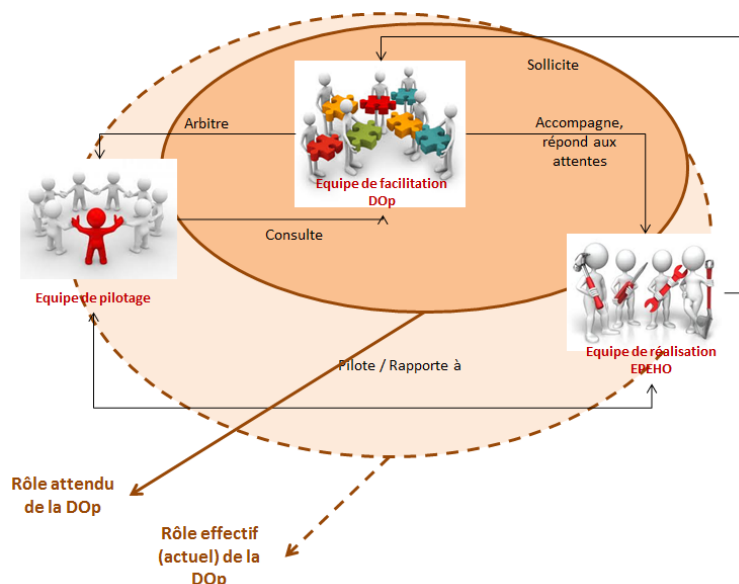 Sollicite
Arbitre
Accompagne,
répond aux
attentes
Equipe de facilitation
DOp
Consulte
Equipe de pilotage
Equipe de réalisation
EDEHO
Pilote / Rapporte à
Rôle attendu
de la DOp
Rôle effectif
(actuel) de la
DOp